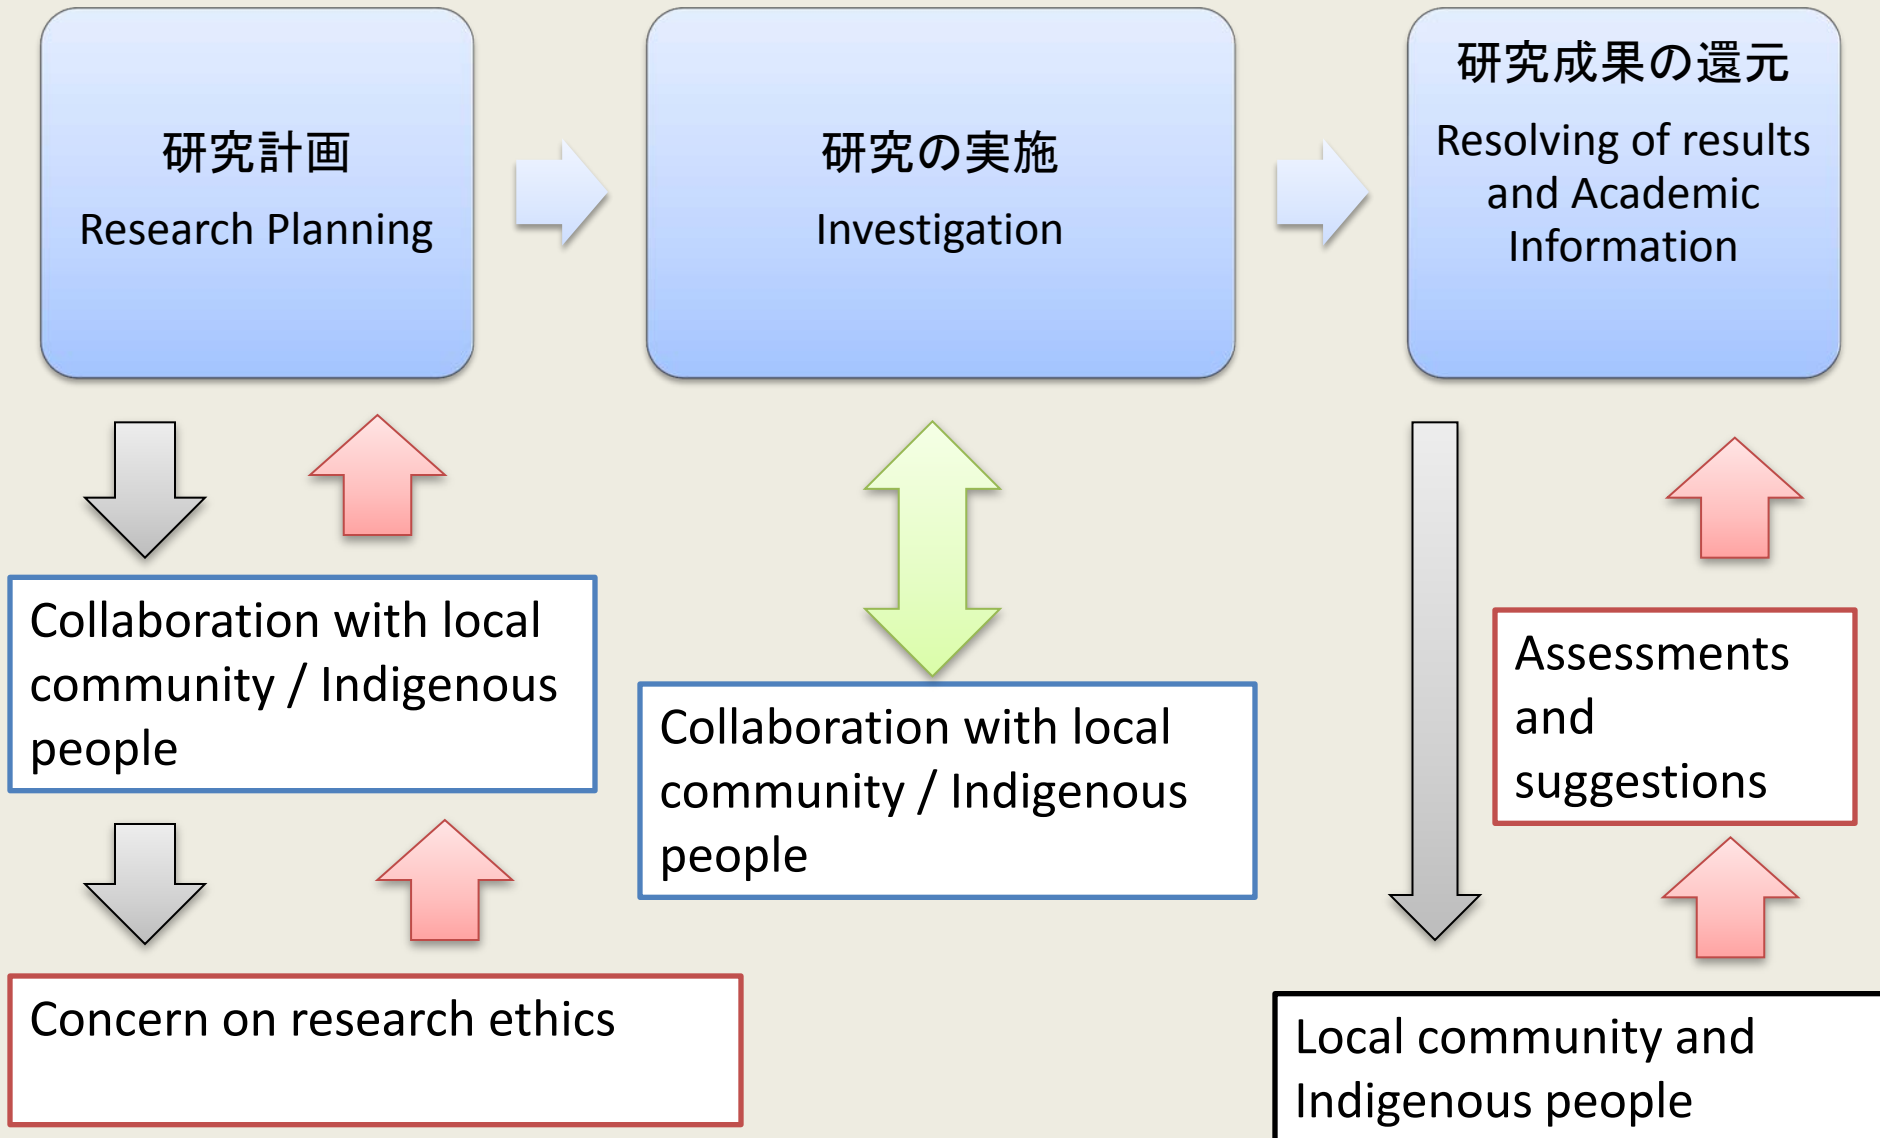 研究計画
Research Planning
研究の実施
Investigation
研究成果の還元
Resolving of results
and Academic
Information
Collaboration with local
community / Indigenous
people
Collaboration with local
community / Indigenous
people
Assessments
and
suggestions
Concern on research ethics
Local community and
Indigenous people